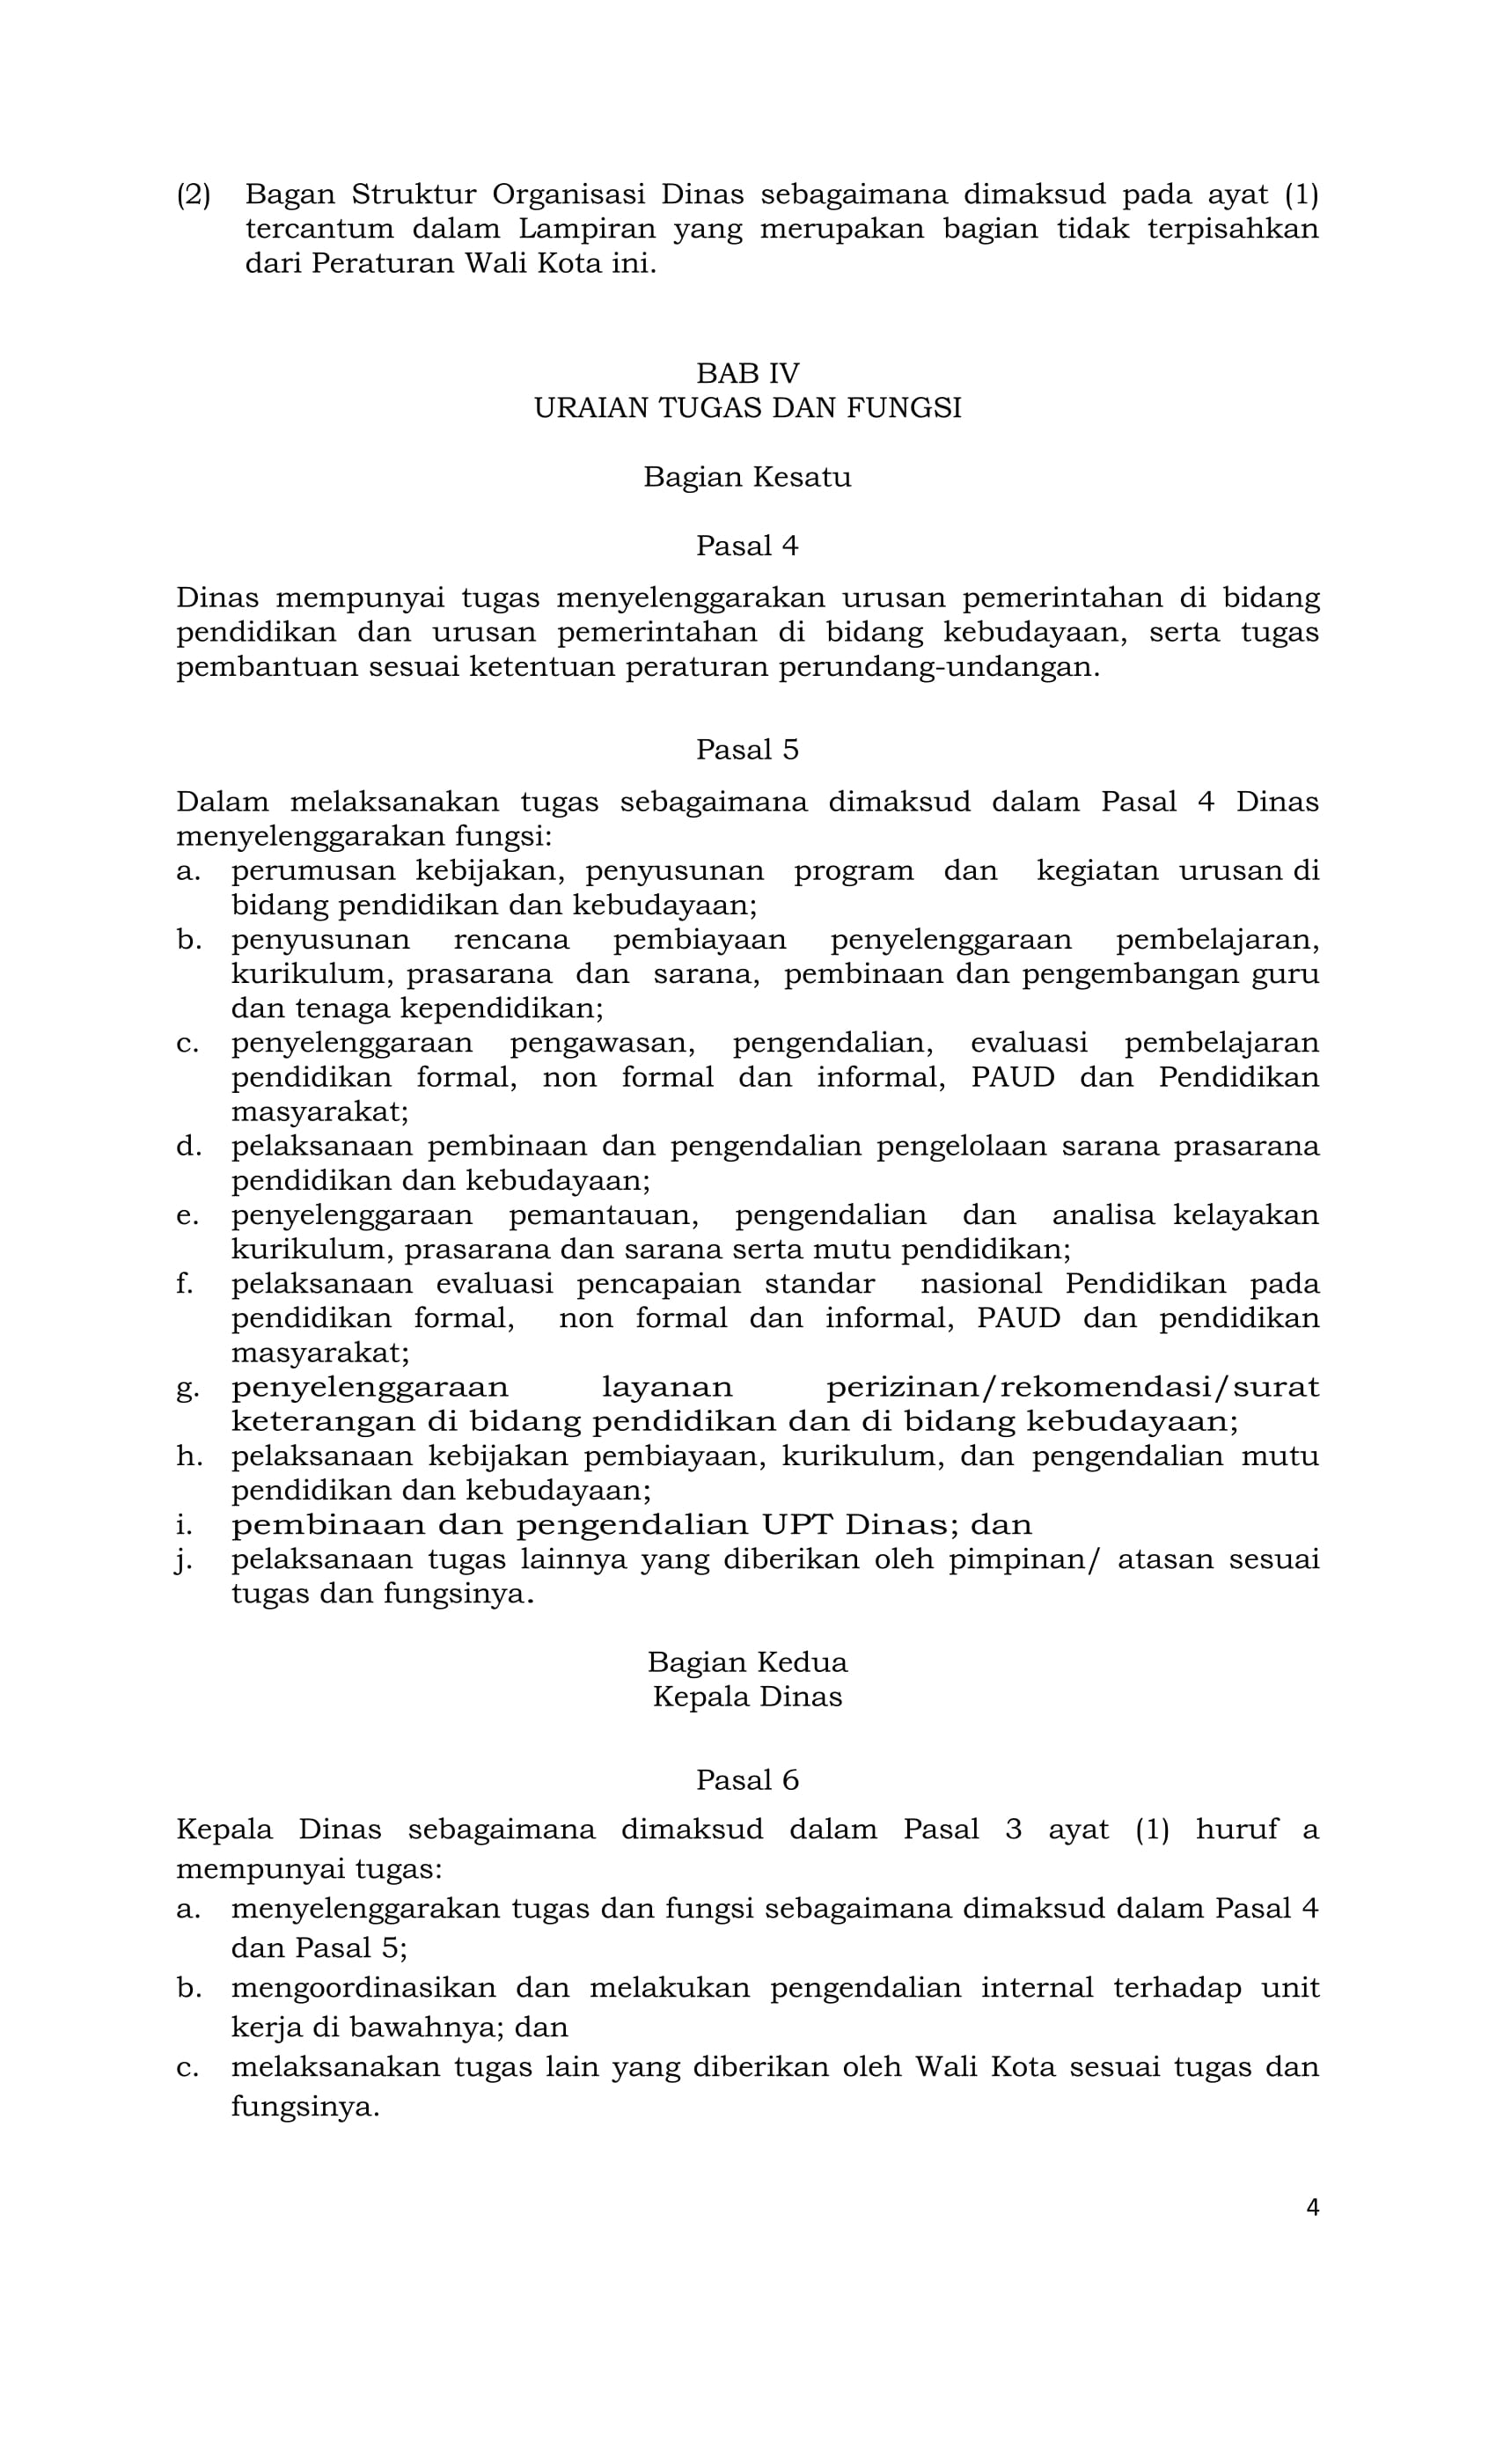 (2) Bagan Struktur Organisasi Dinas sebagaimana dimaksud pada ayat (1)
tercantum dalam Lampiran yang merupakan bagian tidak terpisahkan
dari Peraturan Wali Kota ini.
BAB IV
URAIAN TUGAS DAN FUNGSI
Bagian Kesatu
Pasal 4
Dinas mempunyai tugas menyelenggarakan urusan pemerintahan di bidang
pendidikan dan urusan pemerintahan di bidang kebudayaan, serta tugas
pembantuan sesuai ketentuan peraturan perundang-undangan.
Pasal 5
Dalam melaksanakan tugas sebagaimana dimaksud dalam Pasal 4 Dinas
menyelenggarakan fungsi:
a. perumusan kebijakan, penyusunan program dan kegiatan urusan di
bidang pendidikan dan kebudayaan;
b. penyusunan rencana pembiayaan penyelenggaraan pembelajaran,
kurikulum, prasarana dan sarana, pembinaan dan pengembangan guru
dan tenaga kependidikan;
c. penyelenggaraan pengawasan, pengendalian, evaluasi pembelajaran
pendidikan formal, non formal dan informal, PAUD dan Pendidikan
masyarakat;
d. pelaksanaan pembinaan dan pengendalian pengelolaan sarana prasarana
pendidikan dan kebudayaan;
e. penyelenggaraan pemantauan, pengendalian dan analisa kelayakan
kurikulum, prasarana dan sarana serta mutu pendidikan;
f. pelaksanaan evaluasi pencapaian standar nasional Pendidikan pada
pendidikan formal, non formal dan informal, PAUD dan pendidikan
masyarakat;
g. penyelenggaraan layanan perizinan/rekomendasi/surat
keterangan di bidang pendidikan dan di bidang kebudayaan;
h. pelaksanaan kebijakan pembiayaan, kurikulum, dan pengendalian mutu
pendidikan dan kebudayaan;
i. pembinaan dan pengendalian UPT Dinas; dan
j. pelaksanaan tugas lainnya yang diberikan oleh pimpinan/ atasan sesuai
tugas dan fungsinya.
Bagian Kedua
Kepala Dinas
Pasal 6
Kepala Dinas sebagaimana dimaksud dalam Pasal 3 ayat (1) huruf a
mempunyai tugas:
a. menyelenggarakan tugas dan fungsi sebagaimana dimaksud dalam Pasal 4
dan Pasal 5;
b. mengoordinasikan dan melakukan pengendalian internal terhadap unit
kerja di bawahnya; dan
c. melaksanakan tugas lain yang diberikan oleh Wali Kota sesuai tugas dan
fungsinya.
4